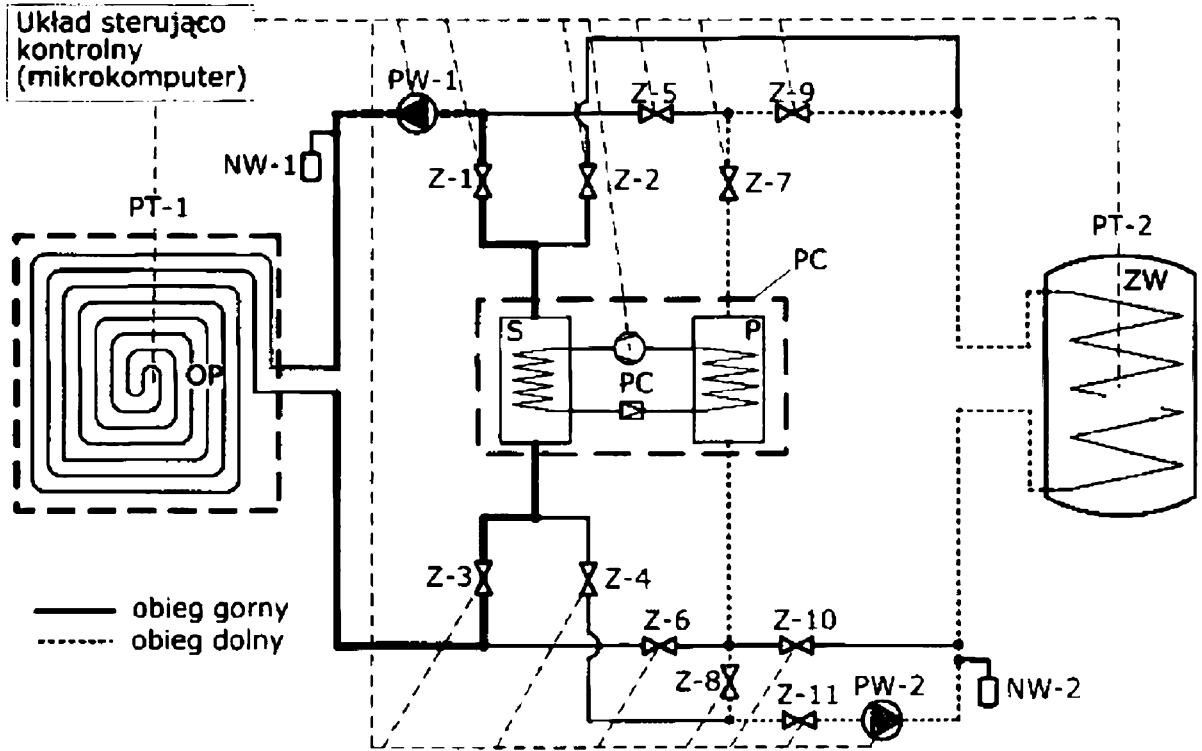 Układ sterująco
kontrolny
(mikrokomputer)
PW-1
Z-5
Z-9
NW-1
Z-1
Z-2
Z-7
PT-1
PT-2
PC
ZW
S
P
OP
PC
Z-3
Z-4
obieg gorny
Z-6
Z-10
obieg dolny
Z-8
Z-11
PW-2
NW-2